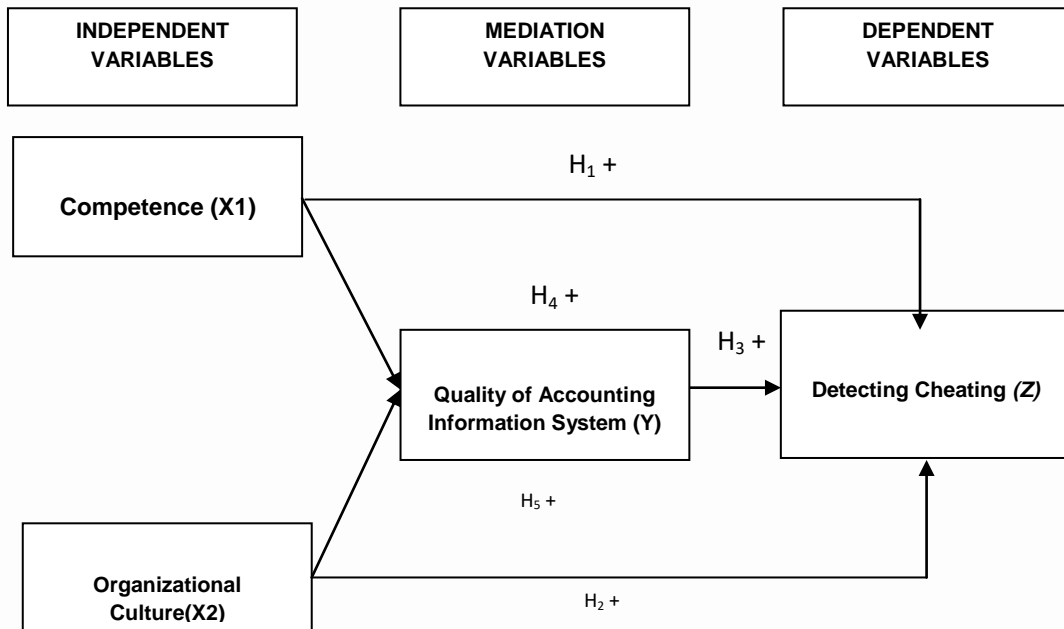 INDEPENDENT
VARIABLES
MEDIATION
VARIABLES
DEPENDENT
VARIABLES
H₁ +
Competence (X1)
H₄ +
H₃ +
Quality of Accounting
Information System (Y)
Detecting Cheating (Z)
H₅ +
Organizational
Culture(X2)
H₂ +